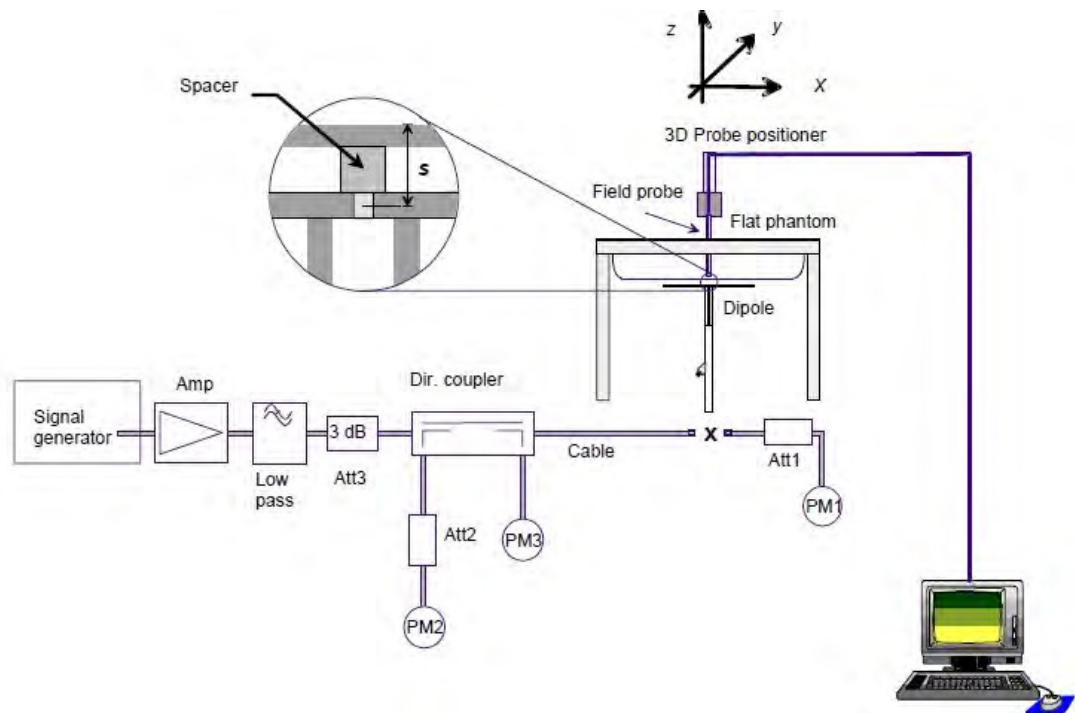 z
y
x
Spacer
s
3D Probe positioner
Field probe
Flat phantom
Dipole
Dir. coupler
Amp
Signal
generator
3 dB
Att3
Low
pass
Cable
x
Att1
PM1
Att2
PM3
PM2